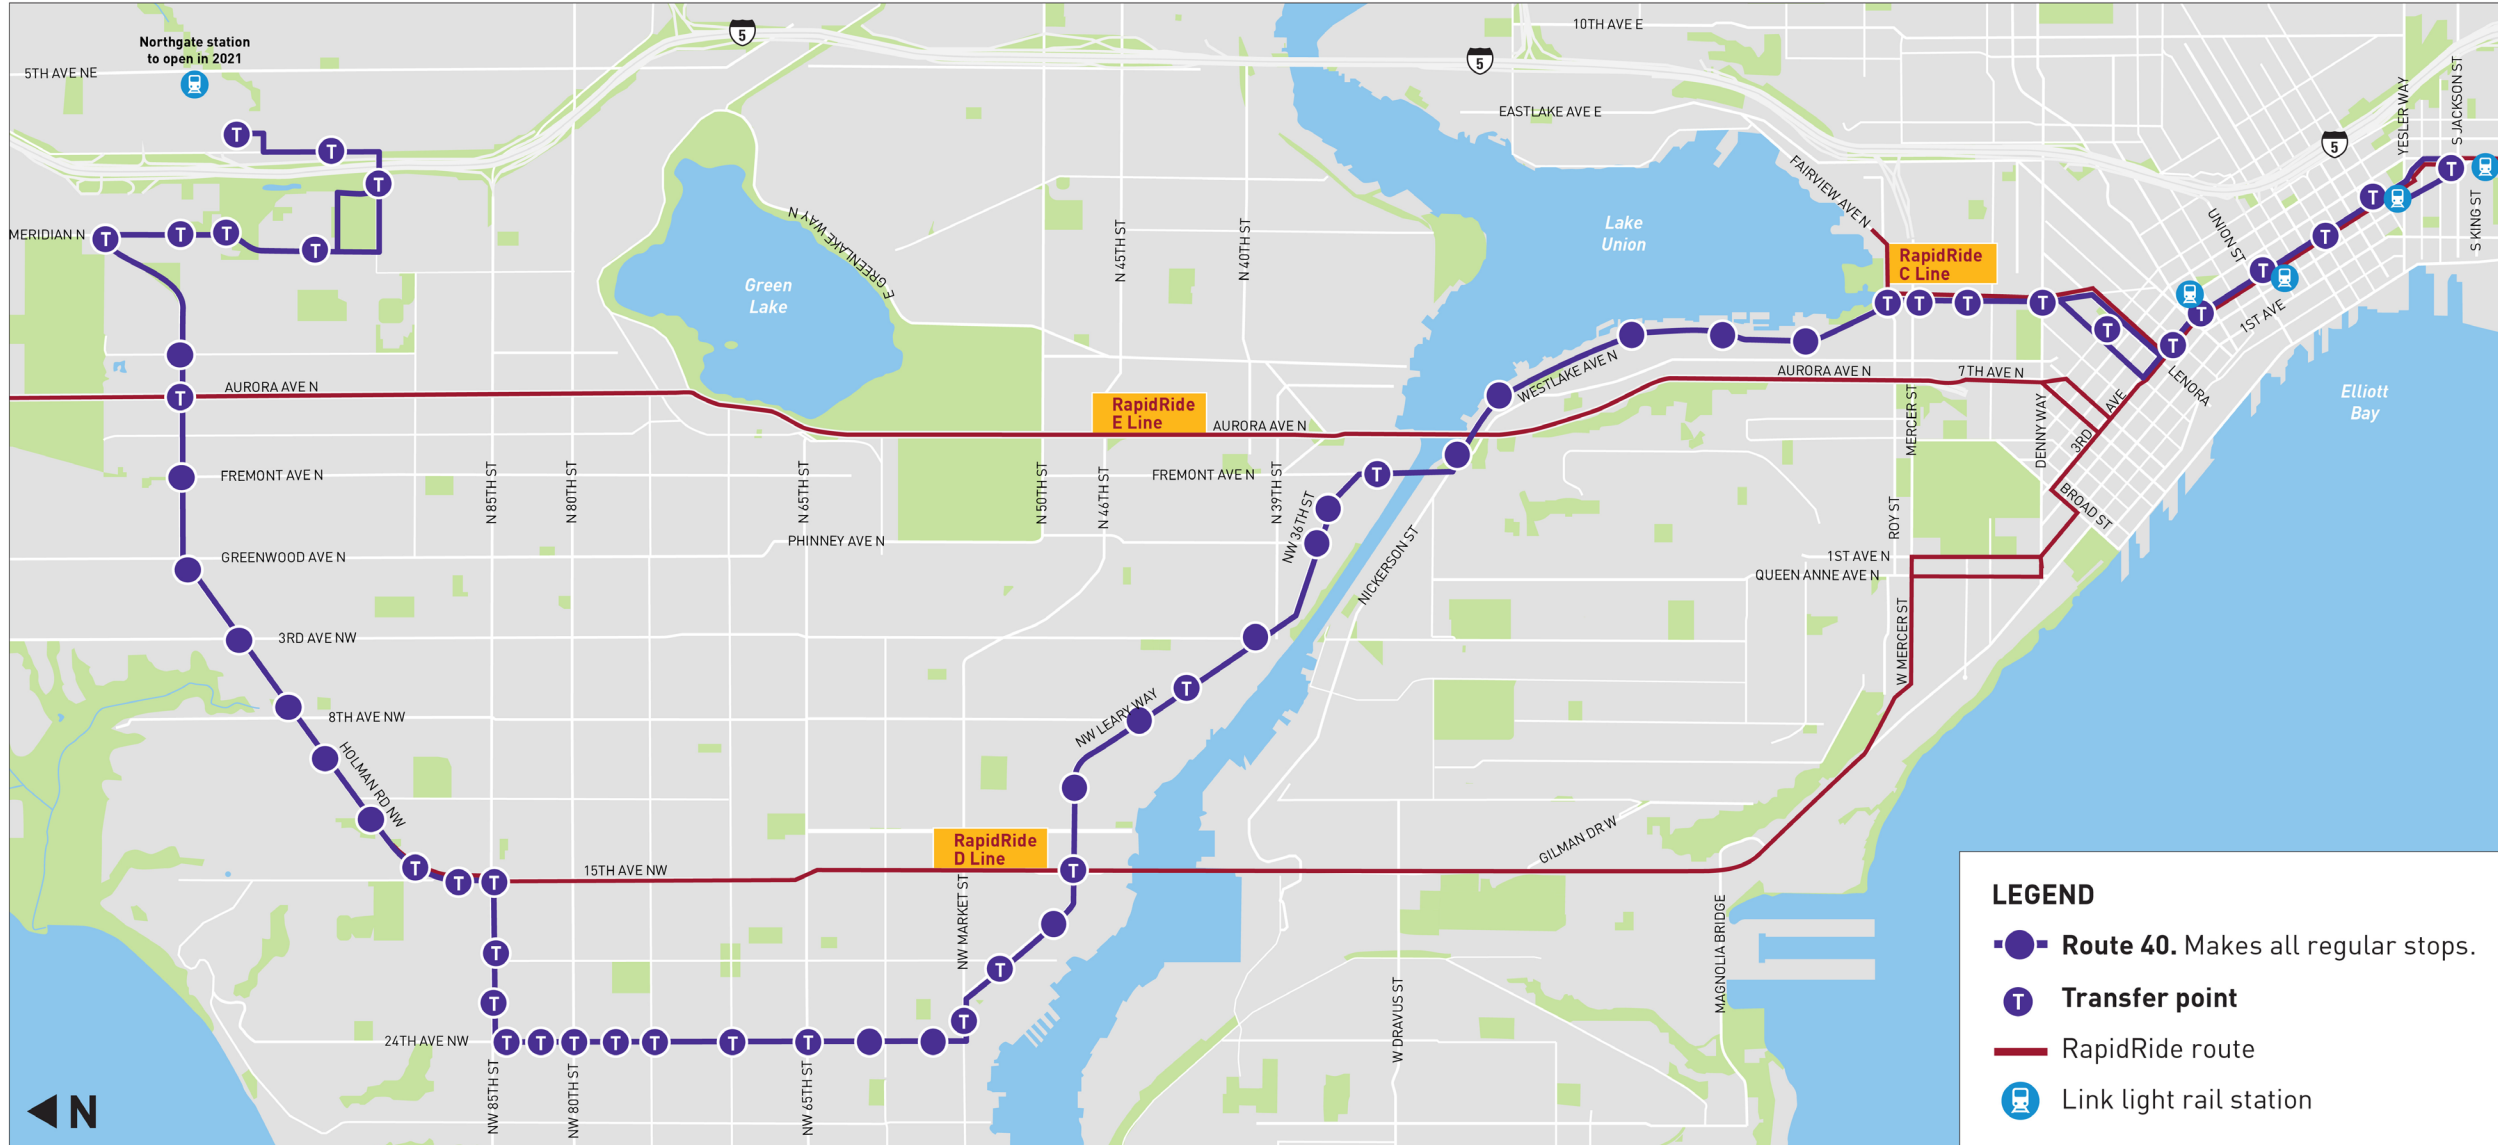 Northgate station
to open in 2021
5TH AVE NE
5
5
5
10TH AVE E
EASTLAKE AVE E
YESLER WAY
S JACKSON ST
S KING ST
T
T
T
T
T
T
T
MERIDIAN N
E GREENLAKE WAY N
N 45TH ST
N 40TH ST
Green
Lake
Lake
Union
FAIRVIEW AVE N
RapidRide
C Line
UNION ST
1ST AVE
T
T
T
T
T
T
T
T
T
T
T
LENORA
Elliott
Bay
AURORA AVE N
T
RapidRide
E Line
AURORA AVE N
WESTLAKE AVE N
AURORA AVE N
7TH AVE N
MERCER ST
DENNY WAY
3RD
AVE
BROAD ST
FREMONT AVE N
N 85TH ST
N 80TH ST
N 65TH ST
N 50TH ST
N 46TH ST
FREMONT AVE N
T
N 39TH ST
NW 36TH ST
NICKERSON ST
ROY ST
GREENWOOD AVE N
PHINNEY AVE N
1ST AVE N
QUEEN ANNE AVE N
W MERCER ST
3RD AVE NW
8TH AVE NW
HOLMAN RD NW
NW LEARY WAY
T
RapidRide
D Line
T
T
T
15TH AVE NW
T
GILMAN DR W
NW MARKET ST
MAGNOLIA BRIDGE
W DRAVUS ST
T
T
T
T
24TH AVE NW
T
T
T
T
T
T
T
NW 85TH ST
NW 80TH ST
NW 65TH ST
N
LEGEND
Route 40. Makes all regular stops.
T
Transfer point
RapidRide route
Link light rail station